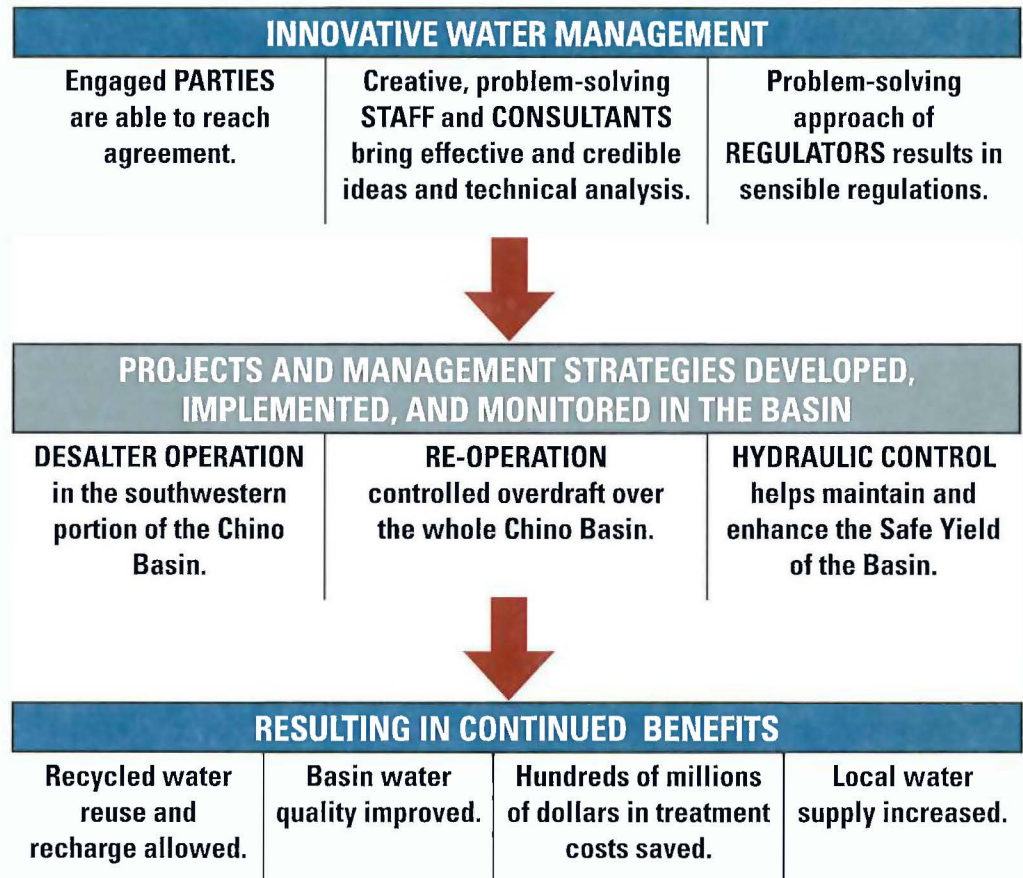 INNOVATIVE WATER MANAGEMENT
Engaged PARTIES
are able to reach
agreement.
Creative, problem-solving
STAFF and CONSULTANTS
bring effective and credible
ideas and technical analysis.
Problem-solving
approach of
REGULATORS results in
sensible regulations.
PROJECTS AND MANAGEMENT STRATEGIES DEVELOPED,
IMPLEMENTED, AND MONITORED IN THE BASIN
DESALTER OPERATION
in the southwestern
portion of the Chino
Basin.
RE-OPERATION
controlled overdraft over
the whole Chino Basin.
HYDRAULIC CONTROL
helps maintain and
enhance the Safe Yield
of the Basin.
RESULTING IN CONTINUED BENEFITS
Recycled water
reuse and
recharge allowed.
Basin water
quality improved.
Hundreds of millions
of dollars in treatment
costs saved.
Local water
supply increased.